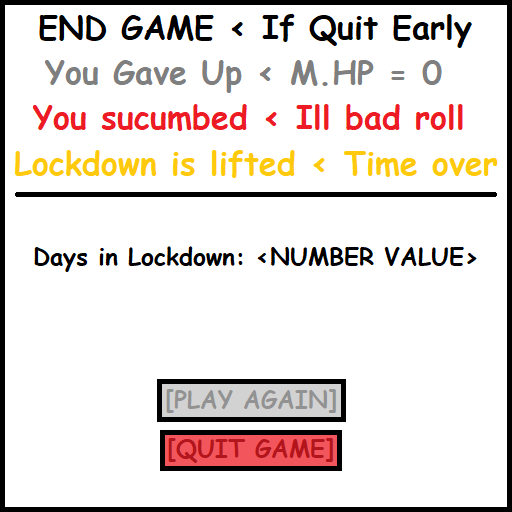 END GAME < If Quit Early
You Gave Up < M.HP = 0
You sucumbed < Ill bad roll
Lockdown is lifted < Time over
Days in Lockdown: <NUMBER VALUE>
[PLAY AGAIN]
[QUIT GAME]